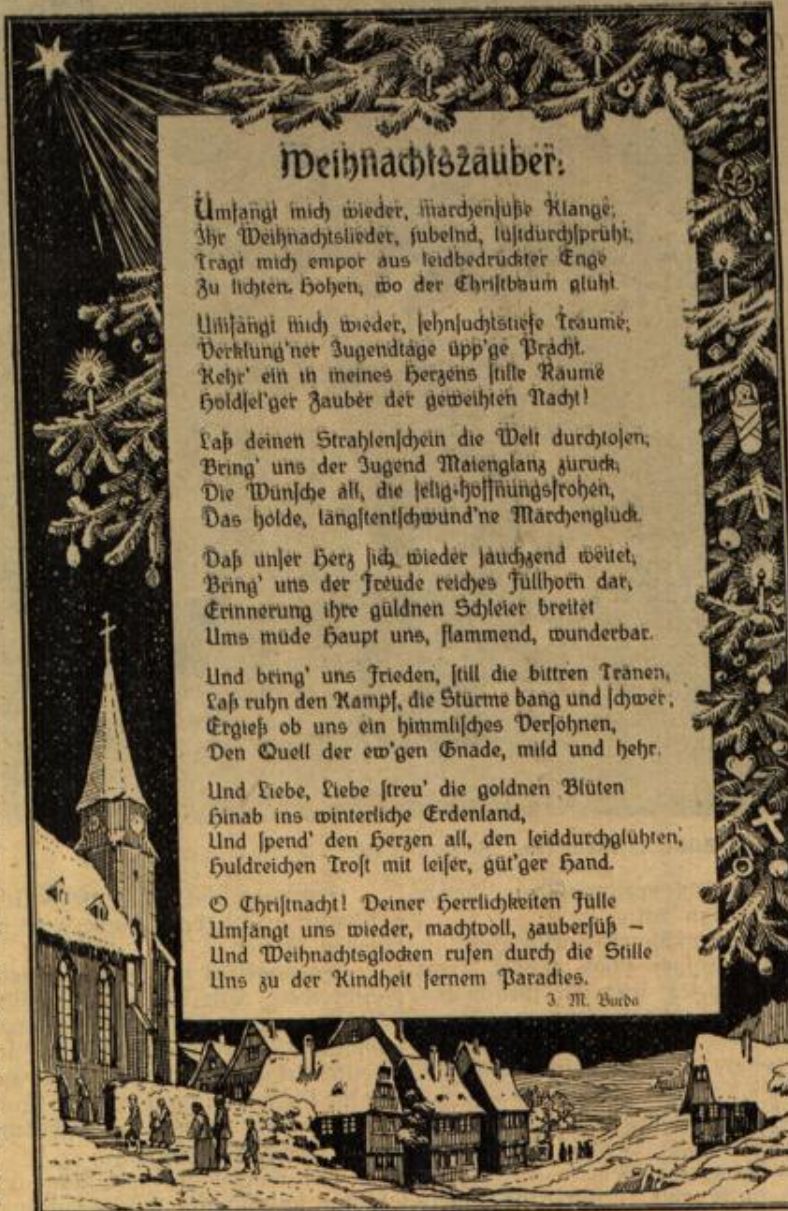 Weihnachtszauber.
Umfangt mich wieder, märchensüße Klänge,
Ihr Weihnachtslieder, jubelnd, lustdurchsprüht,
Tragt mich empor aus leidbedrückter Enge
Zu lichten Höhen, wo der Christbaum glüht.
Umfangt mich wieder, sehnsuchtstiefe Träume,
Verklung'ner Jugendtage üpp'ge Pracht.
Kehr' ein in meines Herzens stille Räume
Holdsel'ger Zauber der geweihten Nacht!
Laß deinen Strahlenschein die Welt durchtosen,
Bring' uns der Jugend Maienglanz zurück,
Die Wünsche all, die selig-hoffnungsfrohen,
Das holde, längstentschwund'ne Märchenglück.
Daß unser Herz sich wieder jauchzend weitet,
Bring' uns der Freude reiches Füllhorn dar,
Erinnerung ihre güldnen Schleier breitet
Ums müde Haupt uns, flammend, wunderbar.
Und bring' uns Frieden, still die bittren Tränen,
Laß ruhn den Kampf, die Stürme bang und schwer,
Ergieß ob uns ein himmlisches Versöhnen,
Den Quell der ew'gen Gnade, mild und hehr.
Und Liebe, Liebe streu' die goldnen Blüten
Hinab ins winterliche Erdenland,
Und spend' den Herzen all, den leiddurchglühten,
Huldreichen Trost mit leiser, güt'ger Hand.
O Christnacht! Deiner Herrlichkeiten Fülle
Umfängt uns wieder, machtvoll, zaubersüß –
Und Weihnachtsglocken rufen durch die Stille
Uns zu der Kindheit fernem Paradies.
J. M. Burda